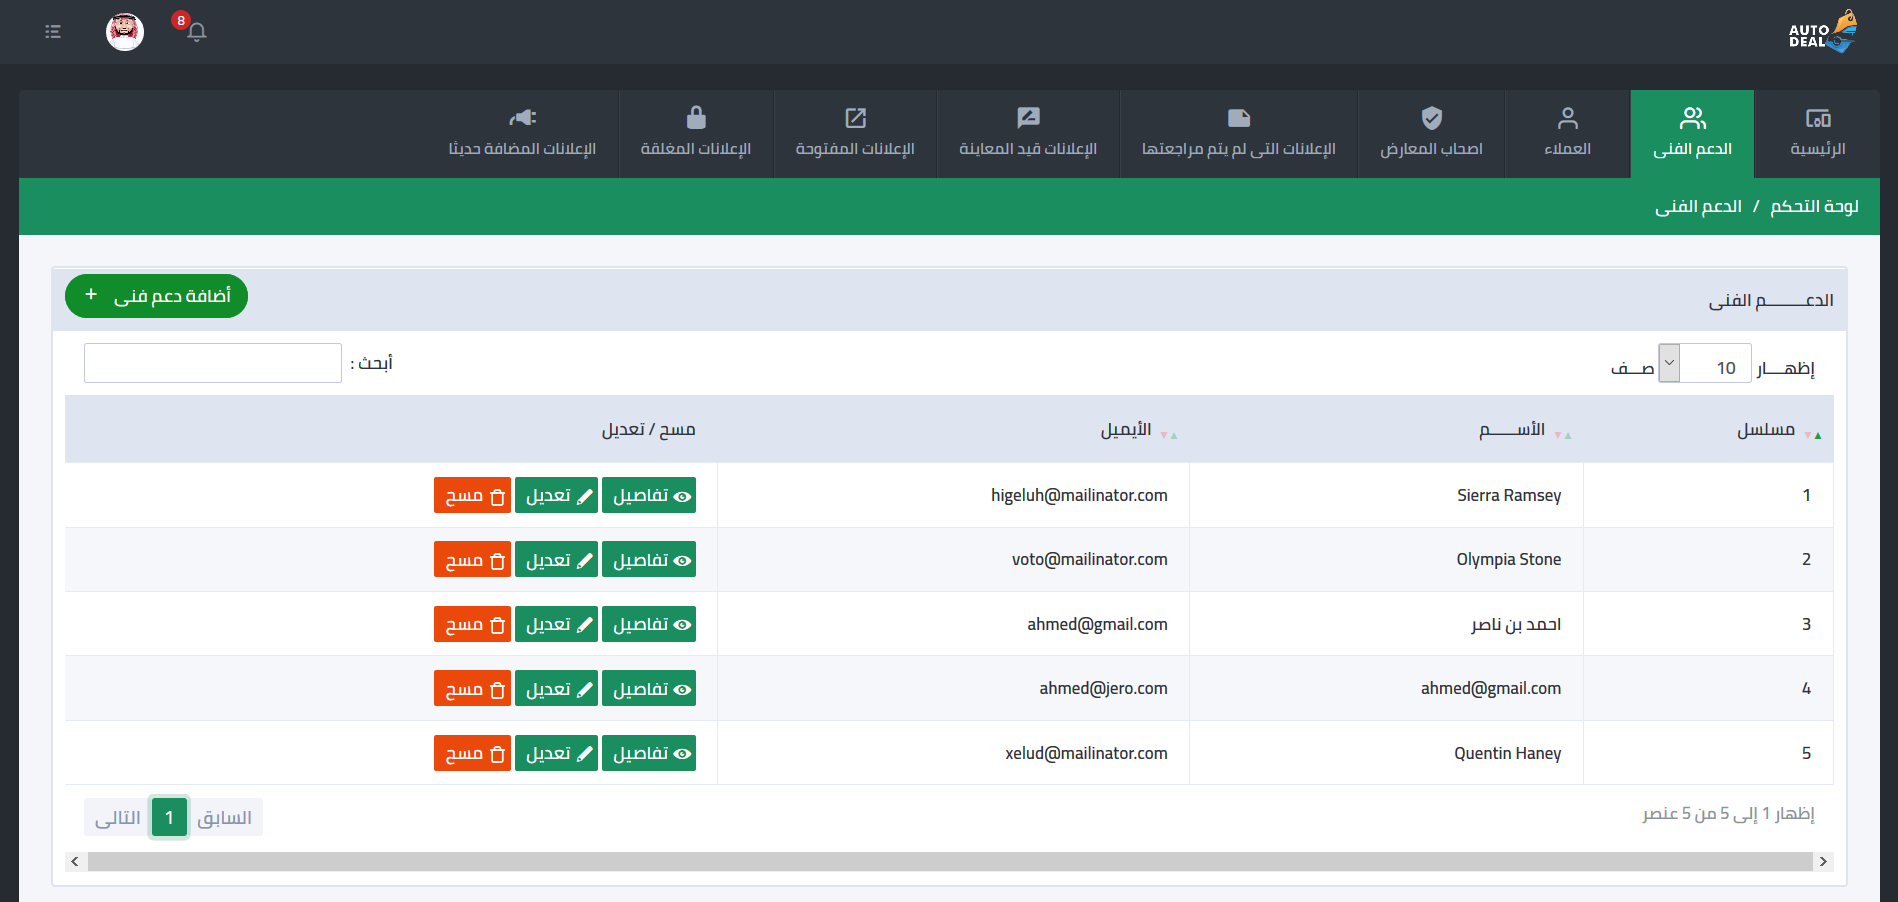 AUTO
DEAL
8
الرئيسية
الدعم الفنى
العملاء
اصحاب المعارض
الإعلانات التى لم يتم مراجعتها
الإعلانات قيد المعاينة
الإعلانات المفتوحة
الإعلانات المغلقة
الإعلانات المضافة حديثا
لوحة التحكم / الدعم الفنى
الدعـــــــم الفنى
أضافة دعم فنى +
إظهـــار 10 صـــف
أبحث :
مسلسل الأســـــم الأيميل مسح / تعديل
1 Sierra Ramsey higeluh@mailinator.com تفاصيل تعديل مسح
2 Olympia Stone voto@mailinator.com تفاصيل تعديل مسح
3 احمد بن ناصر ahmed@gmail.com تفاصيل تعديل مسح
4 ahmed@gmail.com ahmed@jero.com تفاصيل تعديل مسح
5 Quentin Haney xelud@mailinator.com تفاصيل تعديل مسح
إظهار 1 إلى 5 من 5 عنصر
السابق 1 التالى